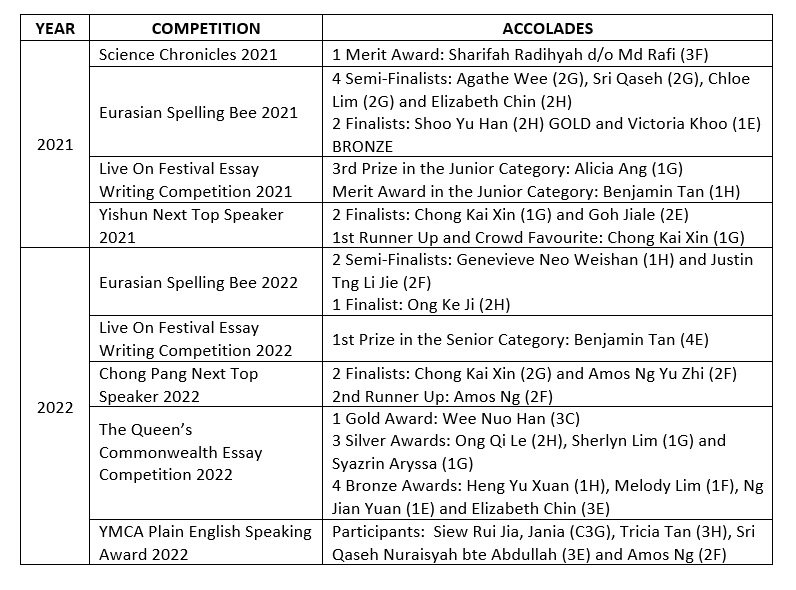 YEAR COMPETITION ACCOLADES
2021
Science Chronicles 2021
1 Merit Award: Sharifah Radihyah d/o Md Rafi (3F)
Eurasian Spelling Bee 2021
4 Semi-Finalists: Agathe Wee (2G), Sri Qaseh (2G), Chloe
Lim (2G) and Elizabeth Chin (2H)
2 Finalists: Shoo Yu Han (2H) GOLD and Victoria Khoo (1E)
BRONZE
Live On Festival Essay
Writing Competition 2021
3rd Prize in the Junior Category: Alicia Ang (1G)
Merit Award in the Junior Category: Benjamin Tan (1H)
Yishun Next Top Speaker
2021
2 Finalists: Chong Kai Xin (1G) and Goh Jiale (2E)
1st Runner Up and Crowd Favourite: Chong Kai Xin (1G)
2022
Eurasian Spelling Bee 2022
2 Semi-Finalists: Genevieve Neo Weishan (1H) and Justin
Tng Li Jie (2F)
1 Finalist: Ong Ke Ji (2H)
Live On Festival Essay
Writing Competition 2022
1st Prize in the Senior Category: Benjamin Tan (4E)
Chong Pang Next Top
Speaker 2022
2 Finalists: Chong Kai Xin (2G) and Amos Ng Yu Zhi (2F)
2nd Runner Up: Amos Ng (2F)
The Queen’s
Commonwealth Essay
Competition 2022
1 Gold Award: Wee Nuo Han (3C)
3 Silver Awards: Ong Qi Le (2H), Sherlyn Lim (1G) and
Syazrin Aryssa (1G)
4 Bronze Awards: Heng Yu Xuan (1H), Melody Lim (1F), Ng
Jian Yuan (1E) and Elizabeth Chin (3E)
YMCA Plain English Speaking
Award 2022
Participants:  Siew Rui Jia, Jania (C3G), Tricia Tan (3H), Sri
Qaseh Nuraisyah bte Abdullah (3E) and Amos Ng (2F)